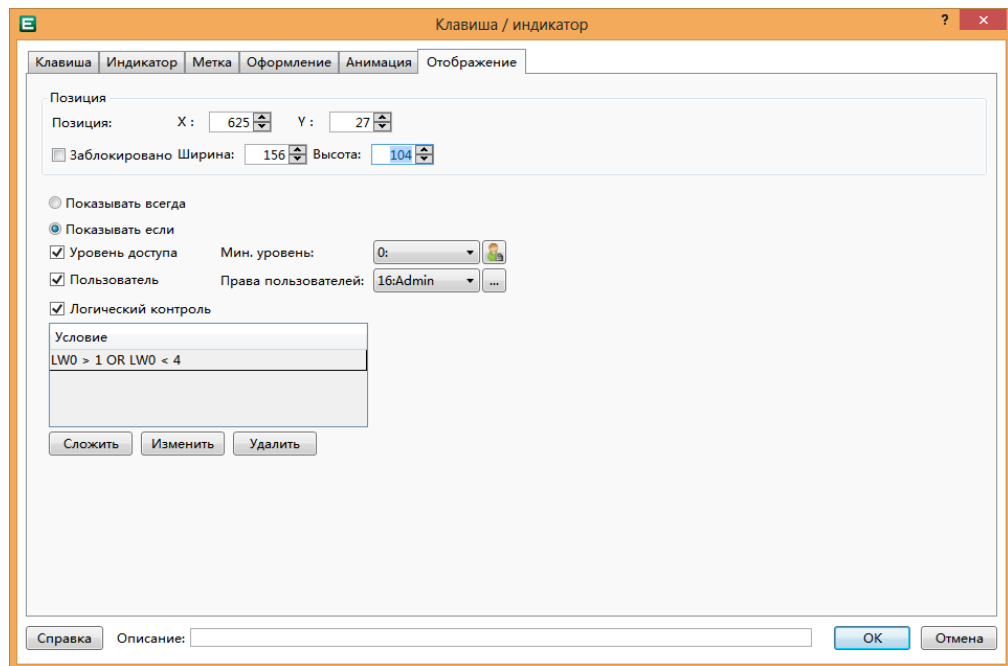 E Клавиша / индикатор ? ×
Клавиша Индикатор Метка Оформление Анимация Отображение
Позиция
Позиция: X : 625 Y : 27
Заблокировано Ширина: 156 Высота: 104
Показывать всегда
Показывать если
Уровень доступа Мин. уровень: 0:
Пользователь Права пользователей: 16:Admin ...
Логический контроль
Условие
LW0 > 1 OR LW0 < 4
Сложить Изменить Удалить
Справка Описание: OK Отмена